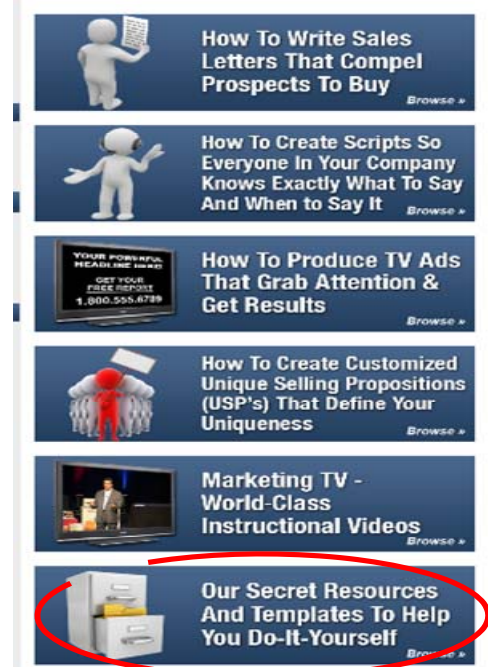 How To Write Sales
Letters That Compel
Prospects To Buy
Browse »
How To Create Scripts So
Everyone In Your Company
Knows Exactly What To Say
And When to Say It
Browse »
YOUR POWERFUL
HEADLINE HERE!
GET YOUR
FREE REPORT
1.800.555.6789
How To Produce TV Ads
That Grab Attention &
Get Results
Browse »
How To Create Customized
Unique Selling Propositions
(USP's) That Define Your
Uniqueness
Browse »
Marketing TV -
World-Class
Instructional Videos
Browse »
Our Secret Resources
And Templates To Help
You Do-It-Yourself
Browse »